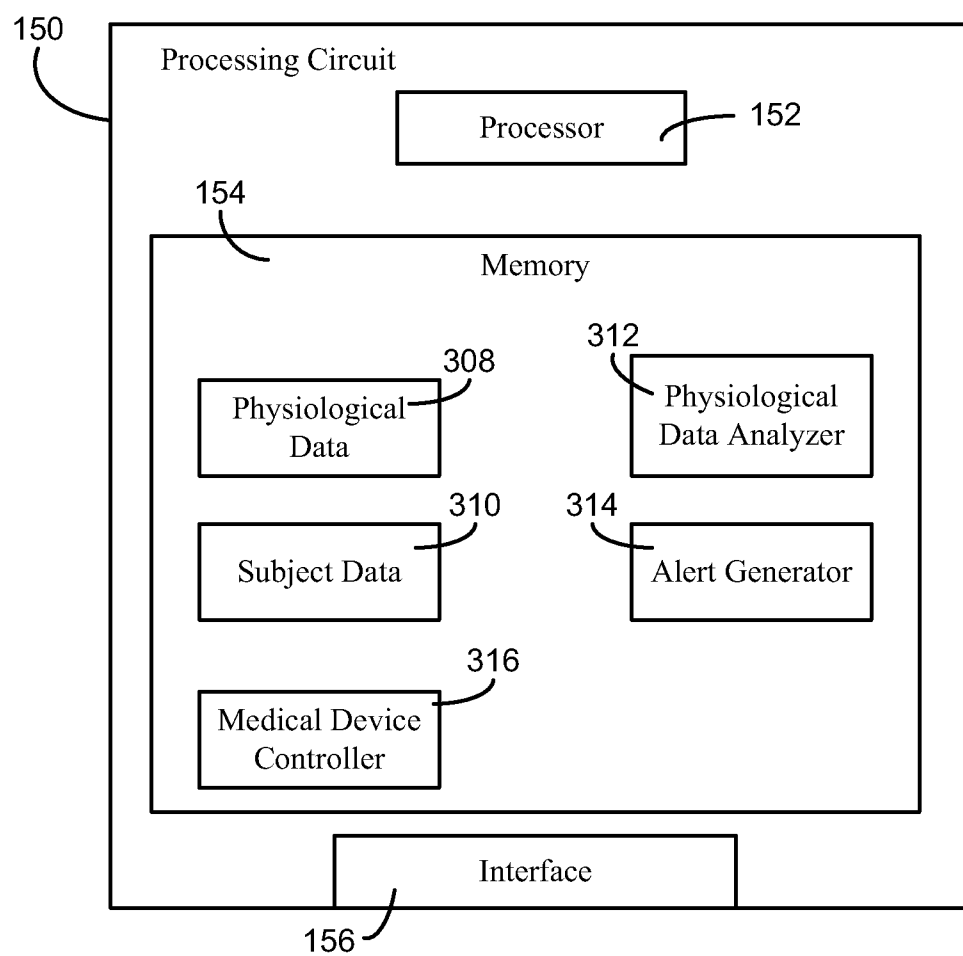 150
Processing Circuit
Processor
152
154
Memory
308
Physiological
Data
312
Physiological
Data Analyzer
310
Subject Data
314
Alert Generator
316
Medical Device
Controller
Interface
156